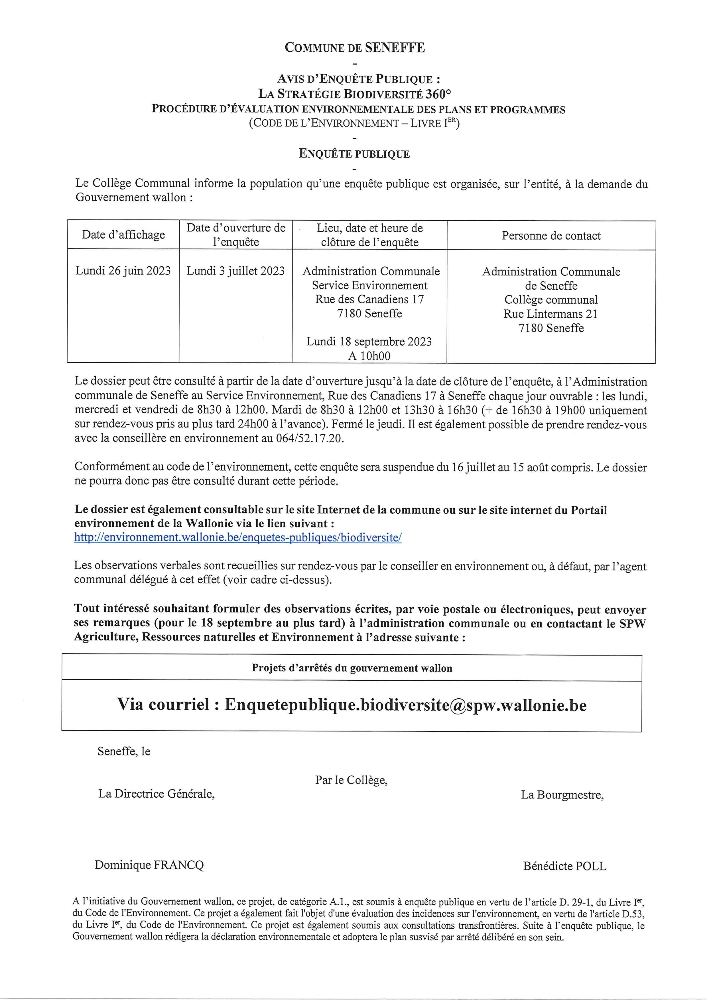 COMMUNE DE SENEFFE
-
AVIS D'ENQUÊTE PUBLIQUE :
LA STRATÉGIE BIODIVERSITÉ 360°
PROCÉDURE D'ÉVALUATION ENVIRONNEMENTALE DES PLANS ET PROGRAMMES
(CODE DE L'ENVIRONNEMENT – LIVRE IER)
-
ENQUÊTE PUBLIQUE
-
Le Collège Communal informe la population qu'une enquête publique est organisée, sur l'entité, à la demande du
Gouvernement wallon :
Date d'affichage
Date d'ouverture de
l'enquête
Lieu, date et heure de
clôture de l'enquête
Personne de contact
Lundi 26 juin 2023
Lundi 3 juillet 2023
Administration Communale
Service Environnement
Rue des Canadiens 17
7180 Seneffe
Lundi 18 septembre 2023
A 10h00
Administration Communale
de Seneffe
Collège communal
Rue Lintermans 21
7180 Seneffe
Le dossier peut être consulté à partir de la date d'ouverture jusqu'à la date de clôture de l'enquête, à l'Administration
communale de Seneffe au Service Environnement, Rue des Canadiens 17 à Seneffe chaque jour ouvrable : les lundi,
mercredi et vendredi de 8h30 à 12h00. Mardi de 8h30 à 12h00 et 13h30 à 16h30 (+ de 16h30 à 19h00 uniquement
sur rendez-vous pris au plus tard 24h00 à l'avance). Fermé le jeudi. Il est également possible de prendre rendez-vous
avec la conseillère en environnement au 064/52.17.20.
Conformément au code de l'environnement, cette enquête sera suspendue du 16 juillet au 15 août compris. Le dossier
ne pourra donc pas être consulté durant cette période.
Le dossier est également consultable sur le site Internet de la commune ou sur le site internet du Portail
environnement de la Wallonie via le lien suivant :
http://environnement.wallonie.be/enquetes-publiques/biodiversite/
Les observations verbales sont recueillies sur rendez-vous par le conseiller en environnement ou, à défaut, par l'agent
communal délégué à cet effet (voir cadre ci-dessus).
Tout intéressé souhaitant formuler des observations écrites, par voie postale ou électroniques, peut envoyer
ses remarques (pour le 18 septembre au plus tard) à l'administration communale ou en contactant le SPW
Agriculture, Ressources naturelles et Environnement à l'adresse suivante :
Projets d'arrêtés du gouvernement wallon
Via courriel : Enquetepublique.biodiversite@spw.wallonie.be
Seneffe, le
Par le Collège,
La Directrice Générale,
La Bourgmestre,
Dominique FRANCQ
Bénédicte POLL
A l'initiative du Gouvernement wallon, ce projet, de catégorie A.1., est soumis à enquête publique en vertu de l'article D. 29-1, du Livre Ier,
du Code de l'Environnement. Ce projet a également fait l'objet d'une évaluation des incidences sur l'environnement, en vertu de l'article D.53,
du Livre Ier, du Code de l'Environnement. Ce projet est également soumis aux consultations transfrontières. Suite à l'enquête publique, le
Gouvernement wallon rédigera la déclaration environnementale et adoptera le plan susvisé par arrêté délibéré en son sein.